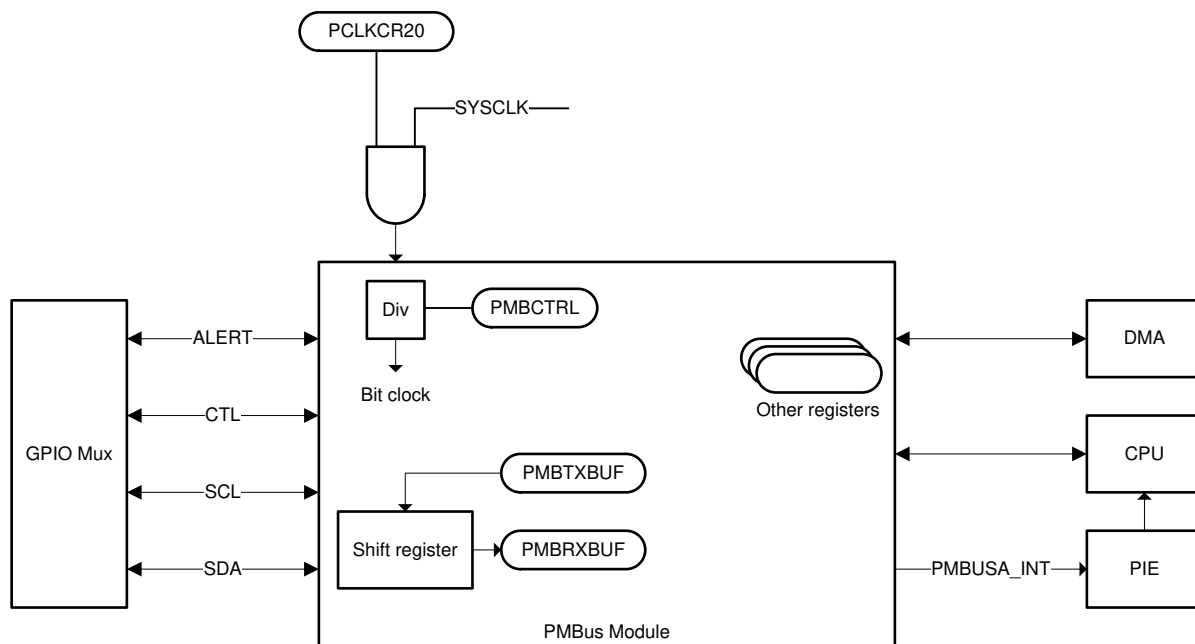 PCLKCR20
SYSCLK
Div
PMBCTRL
Bit clock
Other registers
GPIO Mux
ALERT
CTL
SCL
SDA
PMBTXBUF
Shift register
PMBRXBUF
PMBus Module
DMA
CPU
PMBUSA_INT
PIE